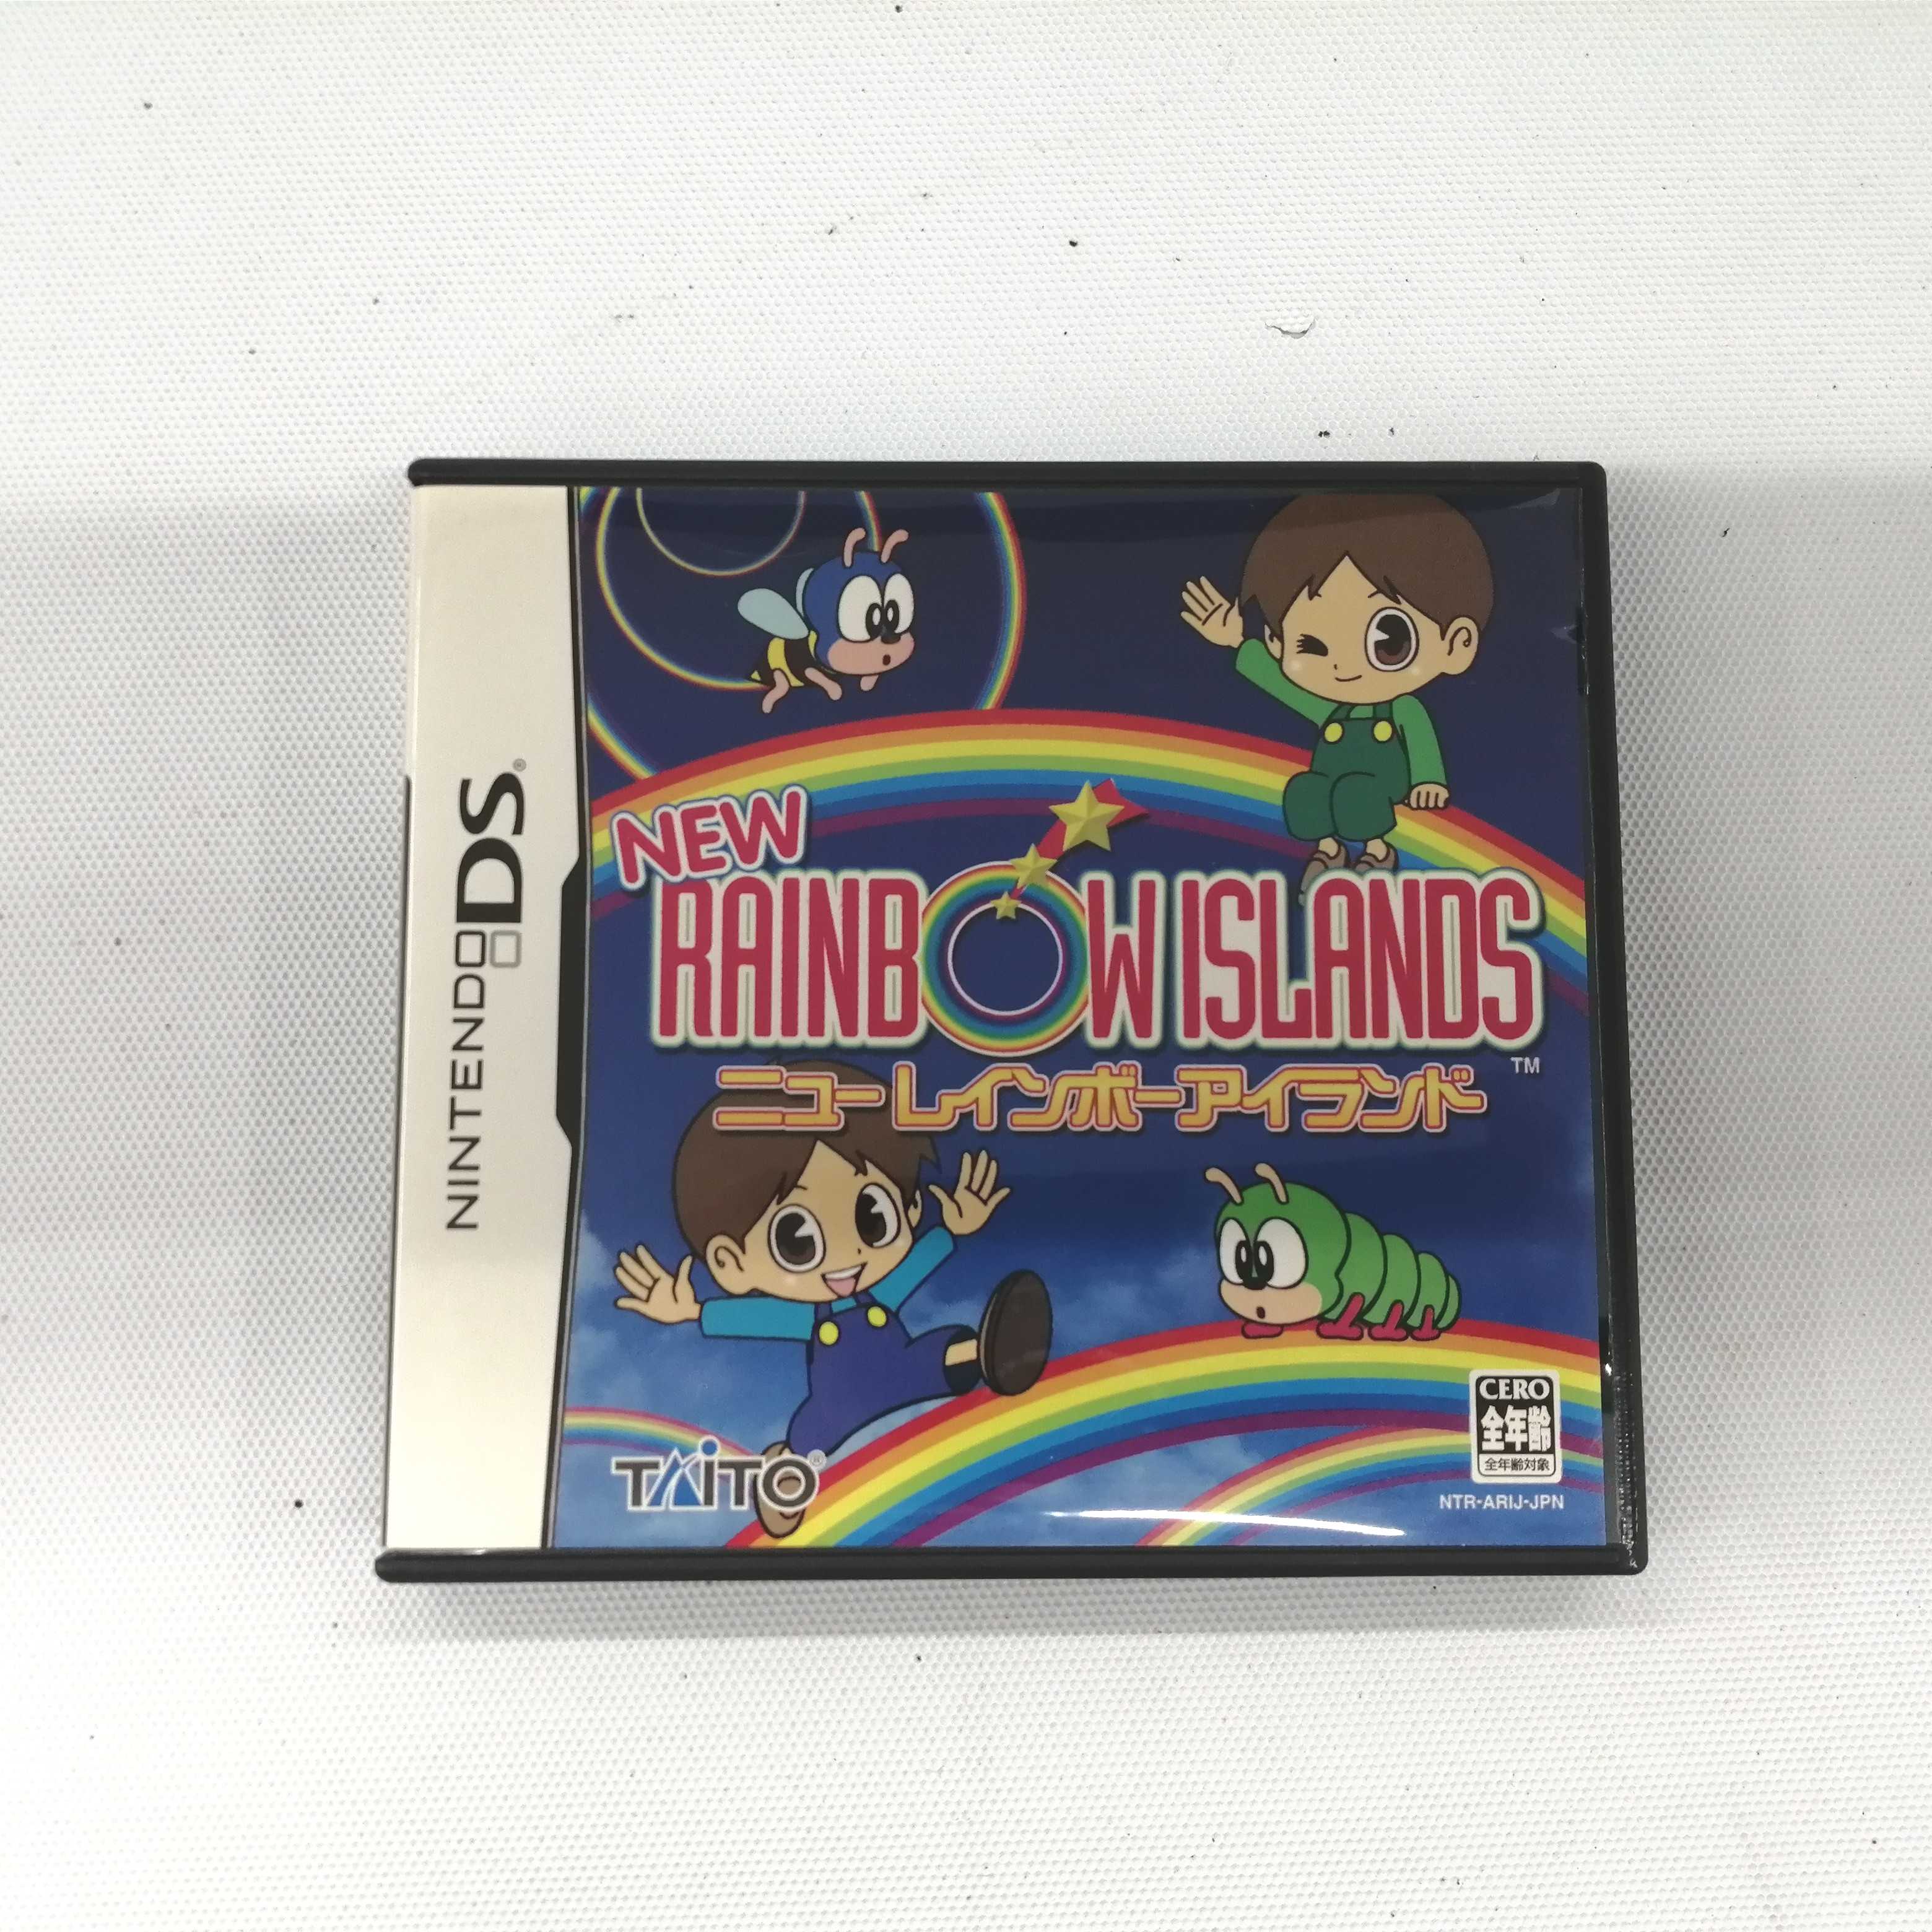 NINTENDO DS®
NEW
RAINBOW ISLANDS
TM
ニューレインボーアイランド
TAITO®
CERO
全年齢
全年齢対象
NTR-ARIJ-JPN